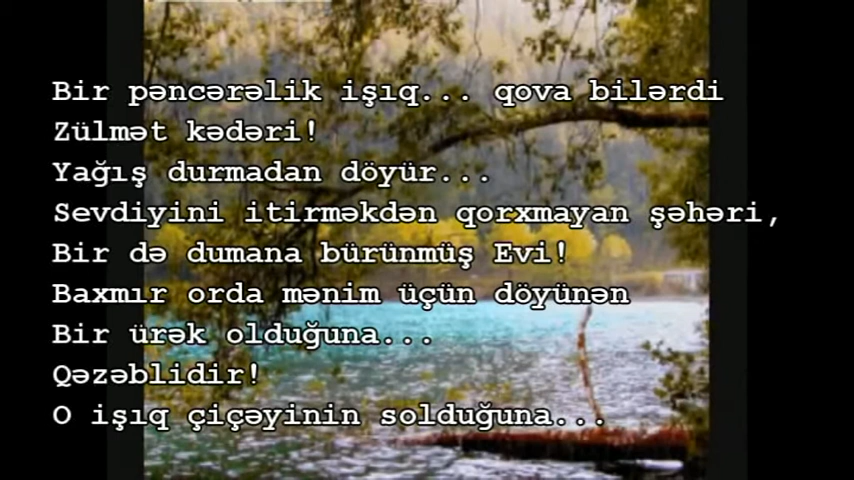 Bir pəncərəlik işıq... qova bilərdi
Zülmət kədəri!
Yağış durmadan döyür...
Sevdiyini itirməkdən qorxmayan şəhəri,
Bir də dumana bürünmüş Evi!
Baxmır orda mənim üçün döyünən
Bir ürək olduğuna...
Qəzəblidir!
O işıq çiçəyinin solduğuna...